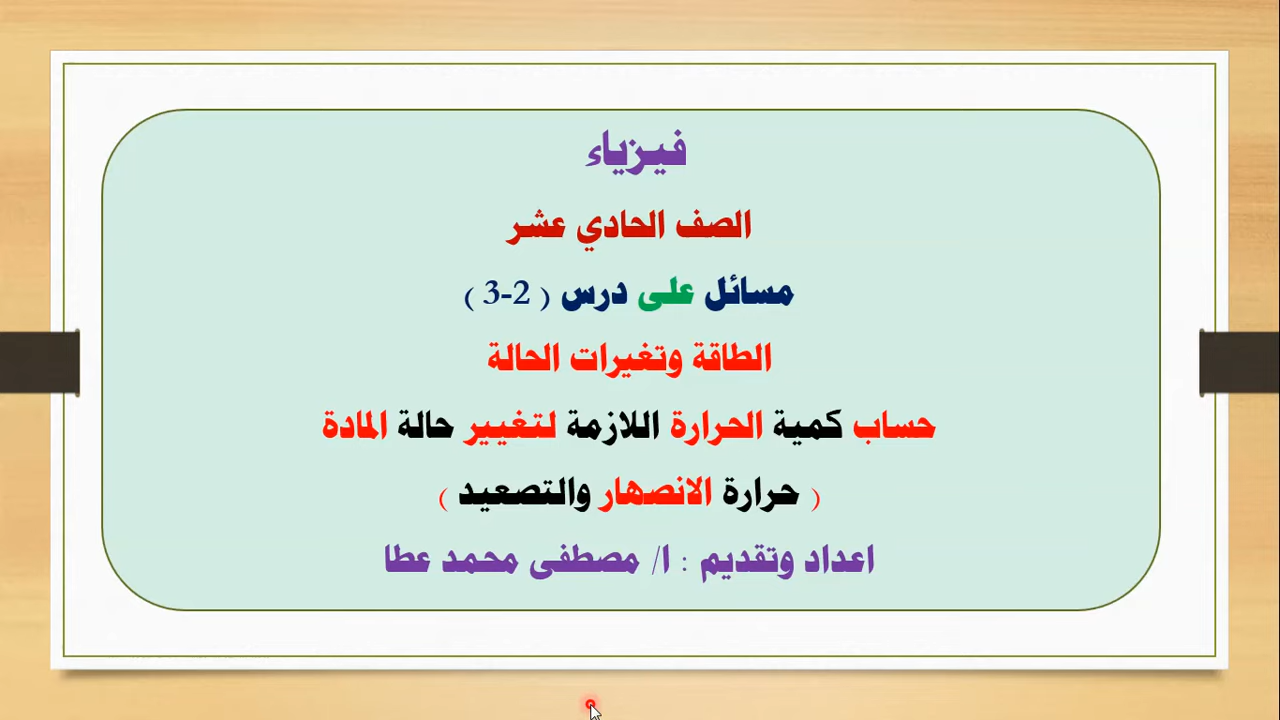 فيزياء
الصف الحادي عشر
مسائل على درس ( 2-3 )
الطاقة وتغيرات الحالة
حساب كمية الحرارة اللازمة لتغيير حالة المادة
( حرارة الانصهار والتصعيد )
اعداد وتقديم : ا/ مصطفى محمد عطا